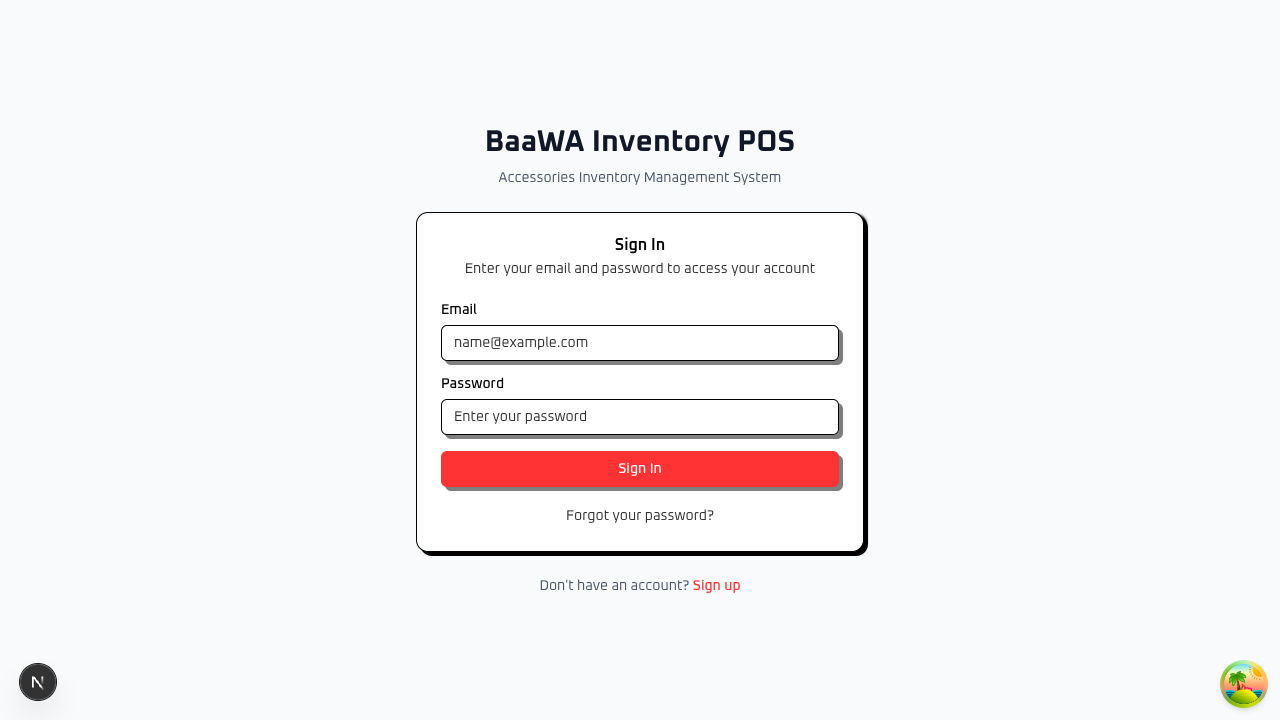 BaaWA Inventory POS
Accessories Inventory Management System
Sign In
Enter your email and password to access your account
Email
name@example.com
Password
Enter your password
Sign In
Forgot your password?
Don't have an account? Sign up
N